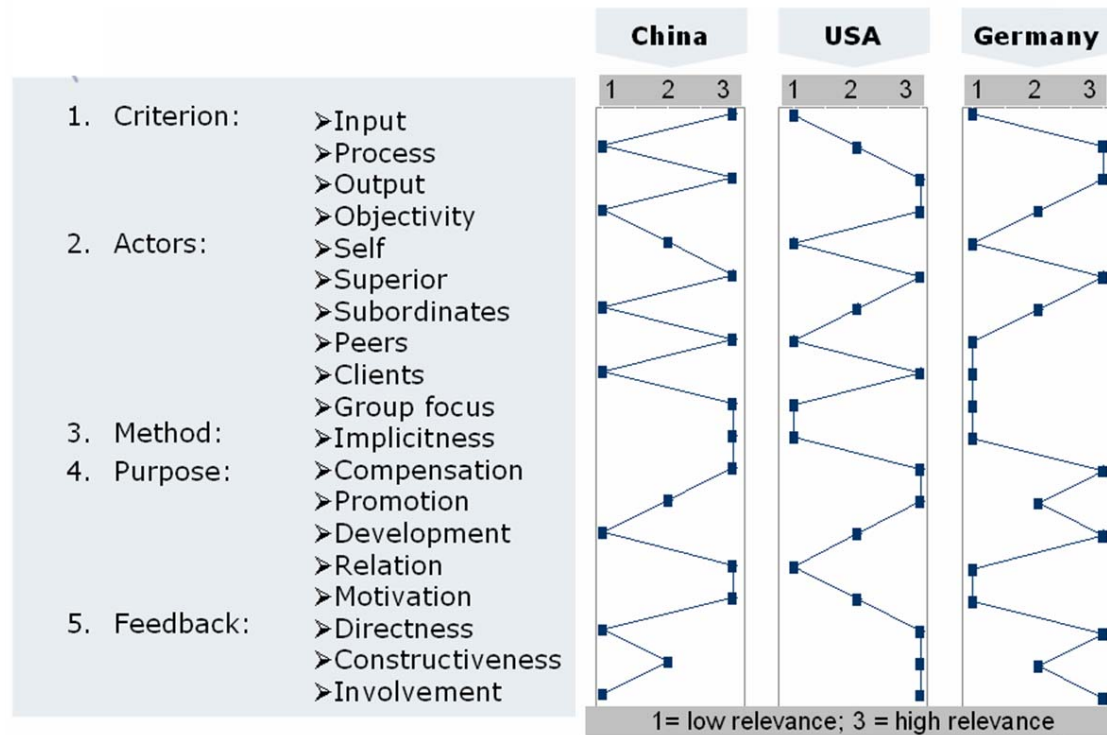 China USA Germany
1 2 3 1 2 3 1 2 3
1. Criterion: ➢Input
➢Process
➢Output
➢Objectivity
2. Actors: ➢Self
➢Superior
➢Subordinates
➢Peers
➢Clients
➢Group focus
3. Method: ➢Implicitness
4. Purpose: ➢Compensation
➢Promotion
➢Development
➢Relation
➢Motivation
5. Feedback: ➢Directness
➢Constructiveness
➢Involvement
1= low relevance; 3 = high relevance